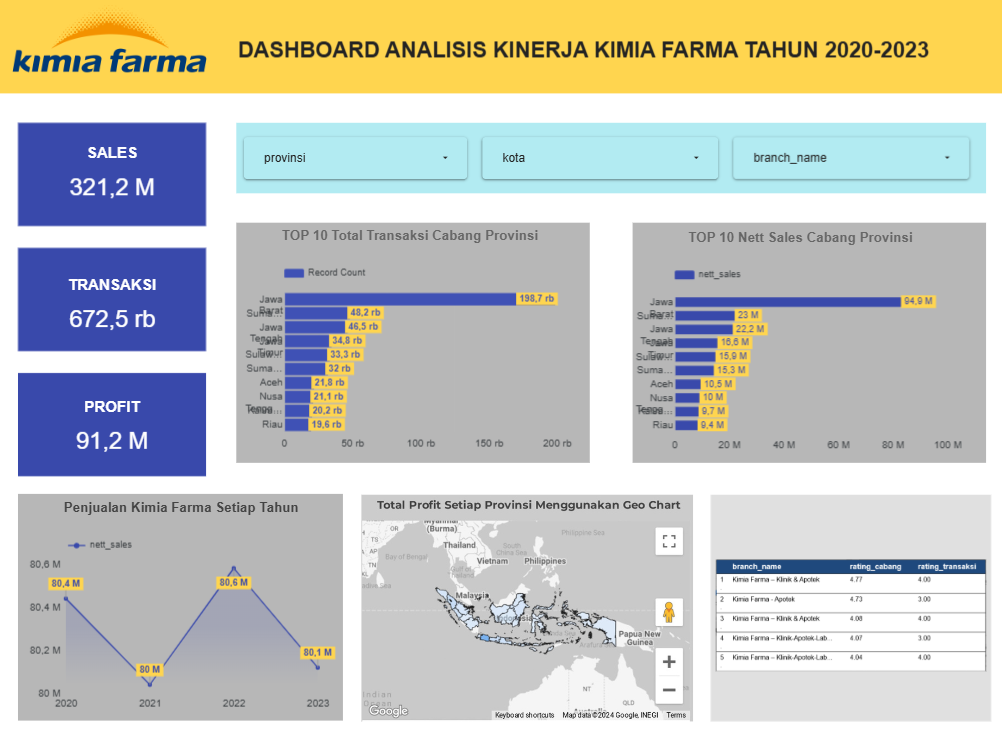 kimia farma
DASHBOARD ANALISIS KINERJA KIMIA FARMA TAHUN 2020-2023
SALES
321,2 M
provinsi
kota
branch_name
TRANSAKSI
672,5 rb
PROFIT
91,2 M
TOP 10 Total Transaksi Cabang Provinsi
Record Count
Jawa
Barat
Suma...
Jawa
Tengah
Jawa
Timur
Sulaw...
Suma...
Aceh
Nusa
Tengg...
Riau
198,7 rb
48,2 rb
46,5 rb
34,8 rb
33,3 rb
32 rb
21,8 rb
21,1 rb
20,2 rb
19,6 rb
0
50 rb
100 rb
150 rb
200 rb
TOP 10 Nett Sales Cabang Provinsi
nett_sales
Jawa
Barat
Suma...
Jawa
Tengah
Jawa
Timur
Sulaw...
Suma...
Aceh
Nusa
Tengg...
Riau
94,9 M
23 M
22,2 M
16,6 M
15,9 M
15,3 M
10,5 M
10 M
9,7 M
9,4 M
0
20 M
40 M
60 M
80 M
100 M
Penjualan Kimia Farma Setiap Tahun
nett_sales
80,6 M
80,4 M
80,2 M
80 M
80,4 M
80 M
80,6 M
80,1 M
2020
2021
2022
2023
Total Profit Setiap Provinsi Menggunakan Geo Chart
Myanmar
(Burma)
OR
TS
AP
TN
KL
Bay of Bengal
Thailand
South
China Sea
Philippine Sea
Vietnam
Philippines
Gulf of
Thailand
Malaysia
Indonesia
Papua New
Guinea
Arafura Sea
Indian
Ocean
NT
QLD
Australia
Google
Keyboard shortcuts
Map data ©2024 Google, INEGI
Terms
branch_name rating_cabang rating_transaksi
1 Kimia Farma – Klinik & Apotek 4.77 4.00
2 Kimia Farma - Apotek 4.73 3.00
3 Kimia Farma – Klinik & Apotek 4.08 4.00
4 Kimia Farma – Klinik-Apotek-Lab... 4.07 3.00
5 Kimia Farma – Klinik-Apotek-Lab... 4.04 4.00